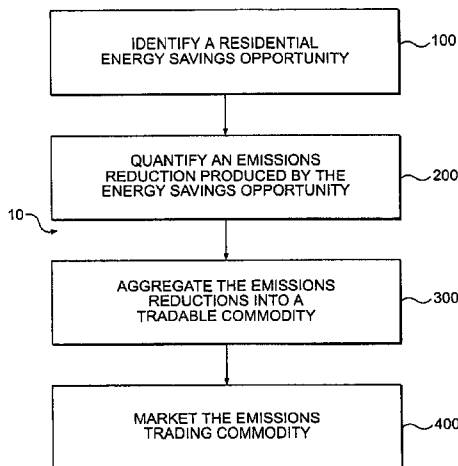 IDENTIFY A RESIDENTIAL
ENERGY SAVINGS OPPORTUNITY
100
QUANTIFY AN EMISSIONS
REDUCTION PRODUCED BY THE
ENERGY SAVINGS OPPORTUNITY
200
10
AGGREGATE THE EMISSIONS
REDUCTIONS INTO A
TRADABLE COMMODITY
300
MARKET THE EMISSIONS
TRADING COMMODITY
400